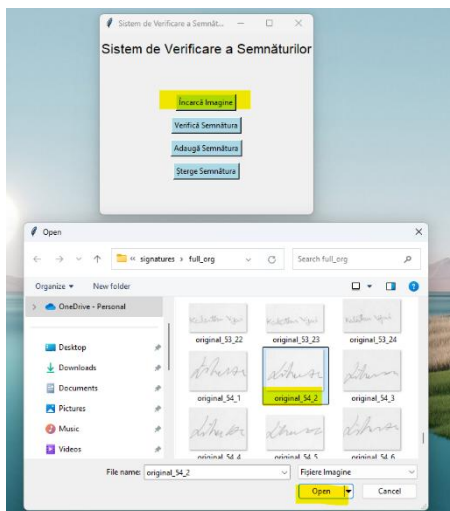 Sistem de Verificare a Semnăt...
Sistem de Verificare a Semnăturilor
Încarcă Imagine
Verifică Semnătura
Adaugă Semnătura
Șterge Semnătura
Open
« signatures › full_org
Search full_org
Organize
New folder
OneDrive - Personal
Desktop
Downloads
Documents
Pictures
Music
Videos
original_53_22
original_53_23
original_53_24
original_54_1
original_54_2
original_54_3
original_54_4
original_54_5
original_54_6
File name:
original_54_2
Fișiere Imagine
Open
Cancel